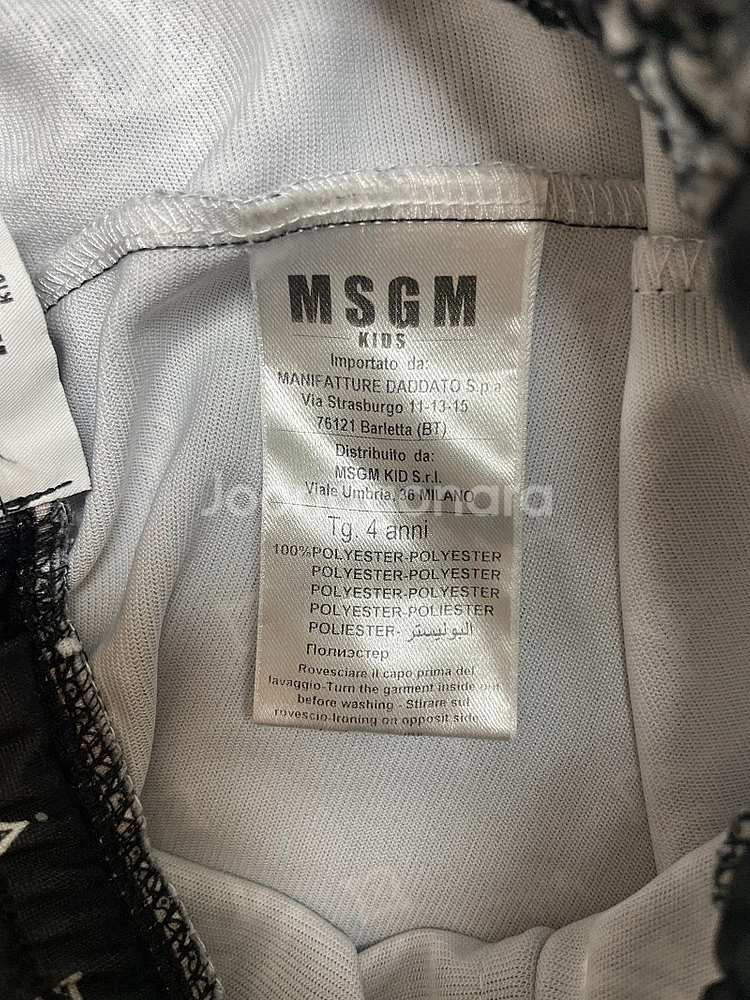 MSGM
KIDS
Importato da:
MANIFATTURE DADDATO S.p.a
Via Strasburgo 11-13-15
76121 Barletta (BT)
Distribuito da:
MSGM KID S.r.l.
Viale Umbria, 36 MILANO
Tg. 4 anni
100%POLYESTER-POLYESTER
POLYESTER-POLYESTER
POLYESTER-POLYESTER
POLYESTER-POLIESTER
POLIESTER- البوليستر
Полиэстер
Rovesciare il capo prima del
lavaggio-Turn the garment inside out
before washing - Stirare sul
rovescio-Ironing on opposit side